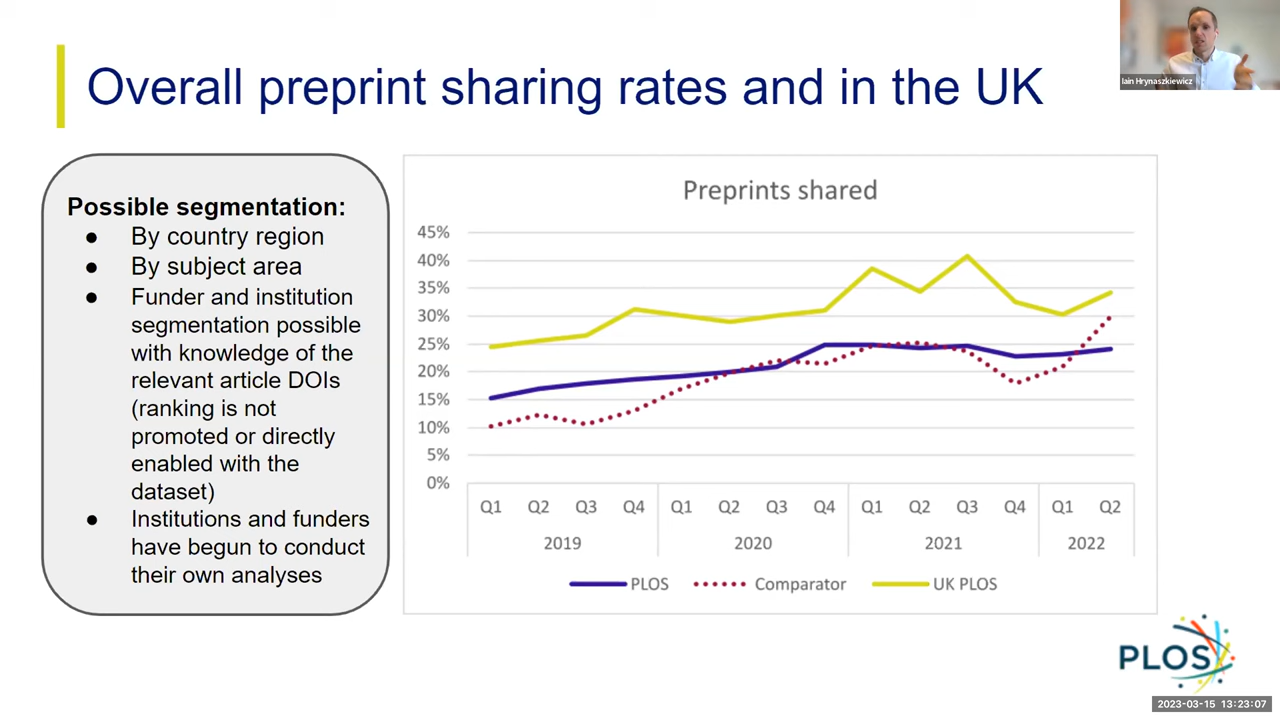 Iain Hrynaszkiewicz
Overall preprint sharing rates and in the UK
Possible segmentation:
● By country region
● By subject area
● Funder and institution
segmentation possible
with knowledge of the
relevant article DOIs
(ranking is not
promoted or directly
enabled with the
dataset)
● Institutions and funders
have begun to conduct
their own analyses
Preprints shared
45%
40%
35%
30%
25%
20%
15%
10%
5%
0%
Q1 Q2 Q3 Q4 Q1 Q2 Q3 Q4 Q1 Q2 Q3 Q4 Q1 Q2
2019 2020 2021 2022
PLOS Comparator UK PLOS
PLOS
2023-03-15 13:23:07